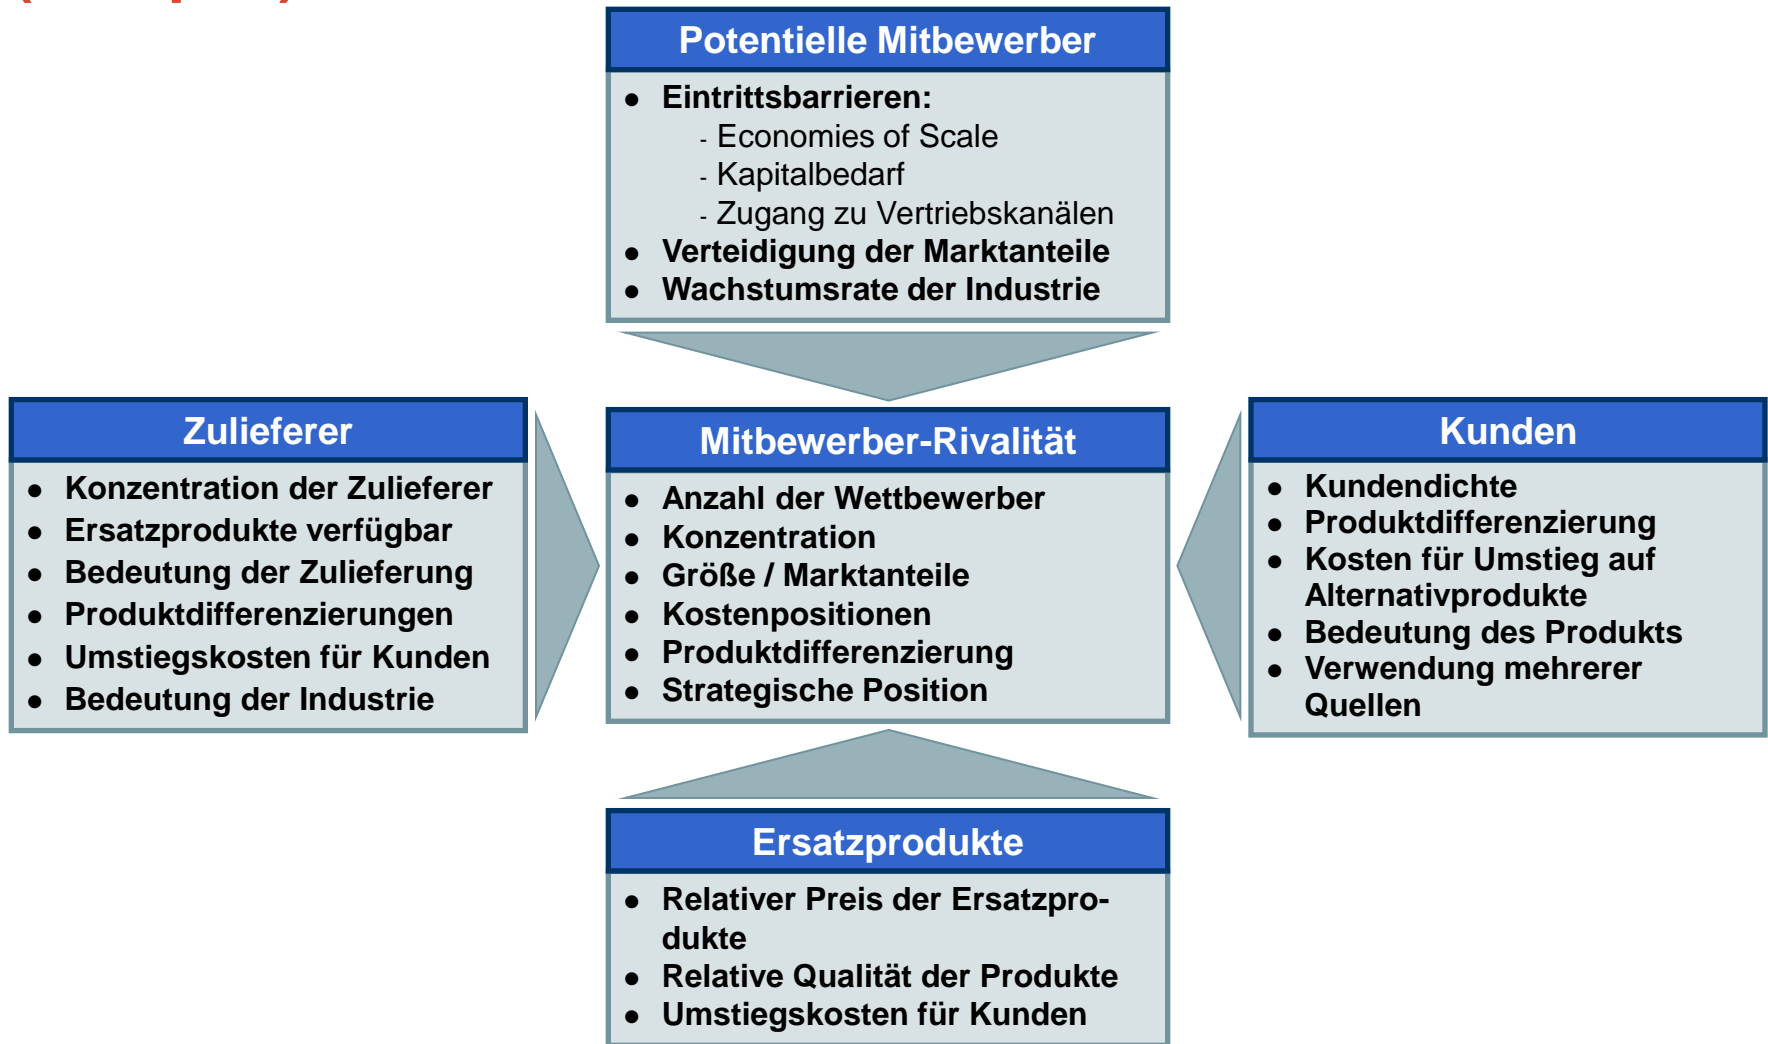 Potentielle Mitbewerber
● Eintrittsbarrieren:
- Economies of Scale
- Kapitalbedarf
- Zugang zu Vertriebskanälen
● Verteidigung der Marktanteile
● Wachstumsrate der Industrie
Zulieferer
● Konzentration der Zulieferer
● Ersatzprodukte verfügbar
● Bedeutung der Zulieferung
● Produktdifferenzierungen
● Umstiegskosten für Kunden
● Bedeutung der Industrie
Mitbewerber-Rivalität
● Anzahl der Wettbewerber
● Konzentration
● Größe / Marktanteile
● Kostenpositionen
● Produktdifferenzierung
● Strategische Position
Kunden
● Kundendichte
● Produktdifferenzierung
● Kosten für Umstieg auf
Alternativprodukte
● Bedeutung des Produkts
● Verwendung mehrerer
Quellen
Ersatzprodukte
● Relativer Preis der Ersatzpro-
dukte
● Relative Qualität der Produkte
● Umstiegskosten für Kunden